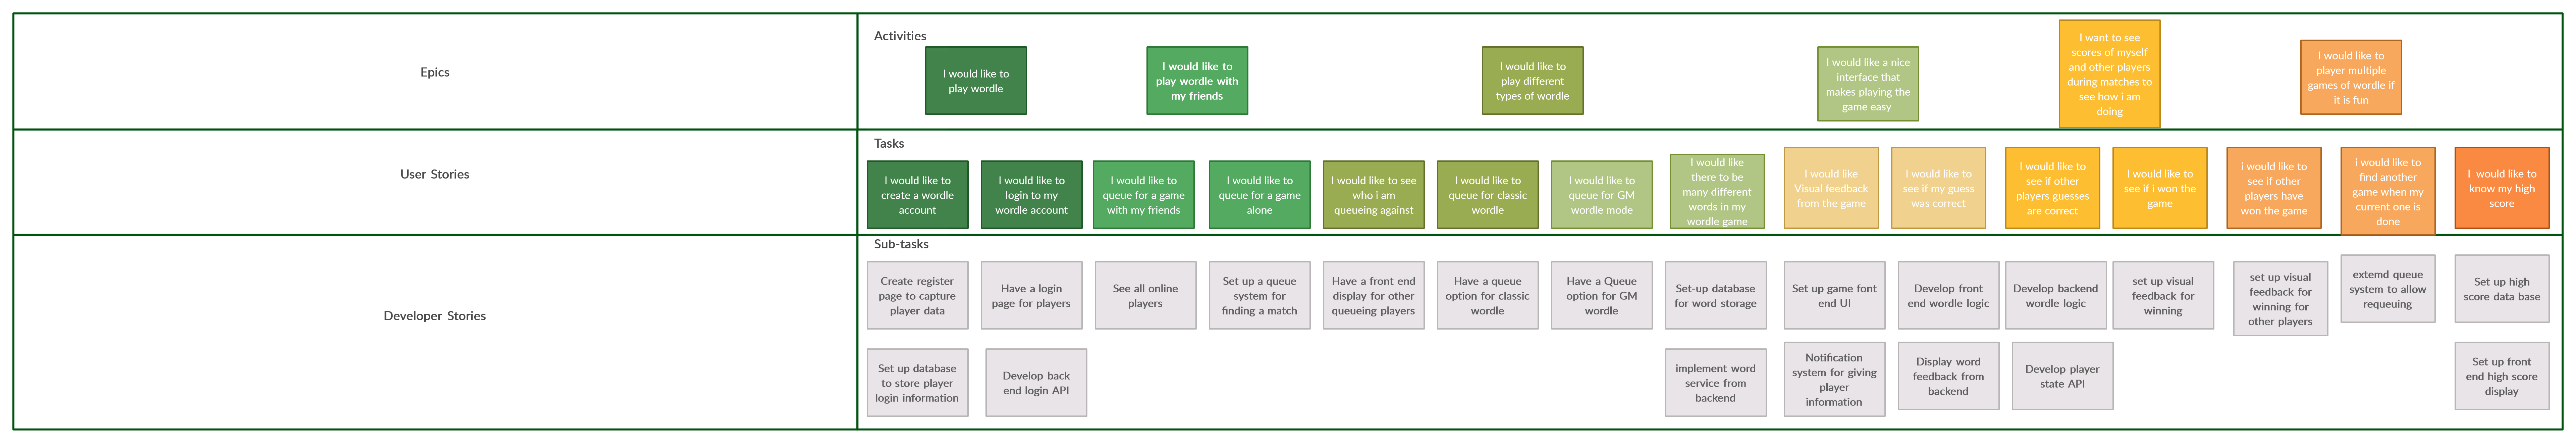 Epics
Activities
I would like to
play wordle
I would like to
play wordle with
my friends
I would like to
play different
types of wordle
I would like a nice
interface that
makes playing the
game easy
I want to see
scores of myself
and other players
during matches to
see how i am
doing
I would like to
player multiple
games of wordle if
it is fun
User Stories
Tasks
I would like to
create a wordle
account
I would like to
login to my
wordle account
I would like to
queue for a game
with my friends
I would like to
queue for a game
alone
I would like to see
who i am
queueing against
I would like to
queue for classic
wordle
I would like to
queue for GM
wordle mode
I would like
there to be
many different
words in my
wordle game
I would like
Visual feedback
from the game
I would like to
see if my guess
was correct
I would like to
see if other
players guesses
are correct
I would like to
see if i won the
game
i would like to
see if other
players have
won the game
i would like to
find another
game when my
current one is
done
I  would like to
know my high
score
Developer Stories
Sub-tasks
Create register
page to capture
player data
Have a login
page for players
See all online
players
Set up a queue
system for
finding a match
Have a front end
display for other
queueing players
Have a queue
option for classic
wordle
Have a Queue
option for GM
wordle
Set-up database
for word storage
Set up game font
end UI
Develop front
end wordle logic
Develop backend
wordle logic
set up visual
feedback for
winning
set up visual
feedback for
winning for
other players
extemd queue
system to allow
requeuing
Set up high
score data base
Set up database
to store player
login information
Develop back
end login API
implement word
service from
backend
Notification
system for giving
player
information
Display word
feedback from
backend
Develop player
state API
Set up front
end high score
display